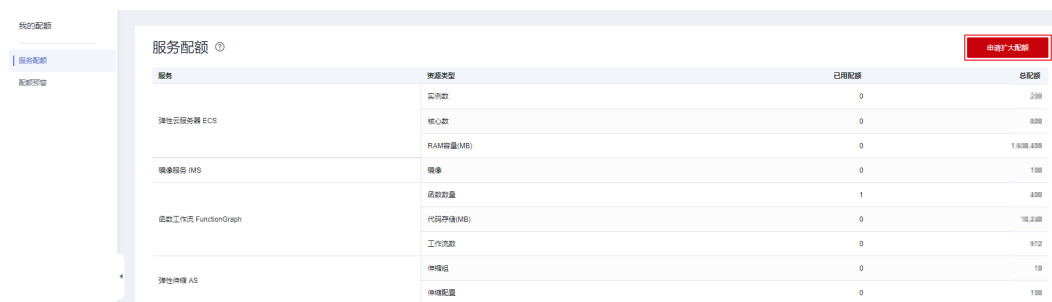 我的配额
服务配额
配额预警
服务配额
申请扩大配额
服务 资源类型 已用配额 总配额
弹性云服务器 ECS
实例数 0
核心数 0
RAM容量(MB) 0
镜像服务 IMS 镜像 0 100
函数工作流 FunctionGraph
函数数量 1 400
代码存储(MB) 0
工作流数 0
弹性伸缩 AS
伸缩组 0 10
伸缩配置 0 100